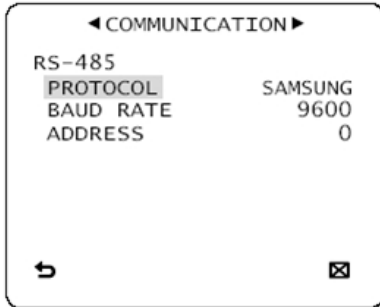 ◄COMMUNICATION►
RS-485
PROTOCOL SAMSUNG
BAUD RATE 9600
ADDRESS 0